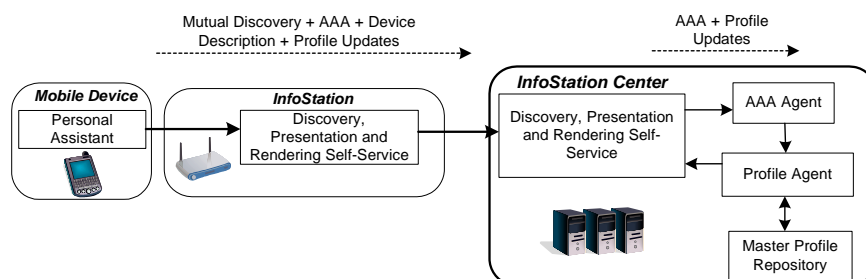 Mutual Discovery + AAA + Device
Description + Profile Updates
AAA + Profile
Updates
Mobile Device
Personal
Assistant
InfoStation
Discovery,
Presentation and
Rendering Self-Service
InfoStation Center
Discovery, Presentation
and Rendering Self-
Service
AAA Agent
Profile Agent
Master Profile
Repository